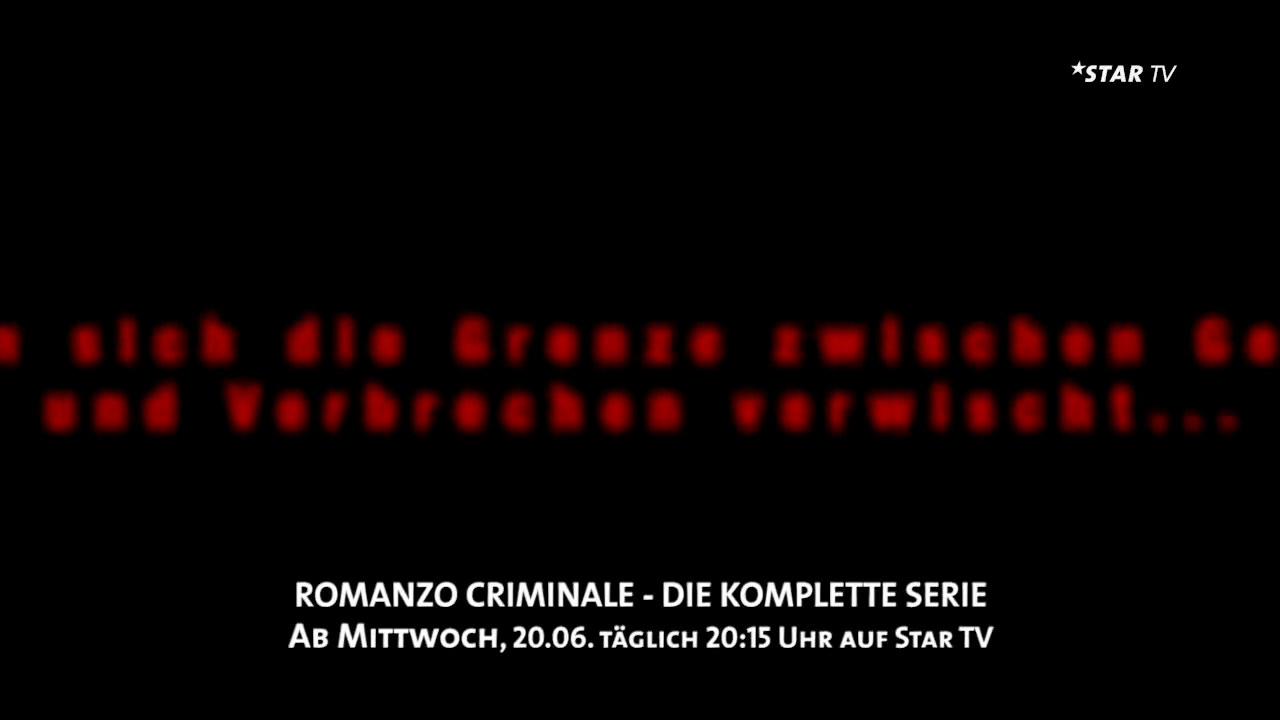 ★STAR TV
sich die Grenze zwischen
und Verbrechen verwischt...
ROMANZO CRIMINALE - DIE KOMPLETTE SERIE
AB MITTWOCH, 20.06. TÄGLICH 20:15 UHR AUF STAR TV